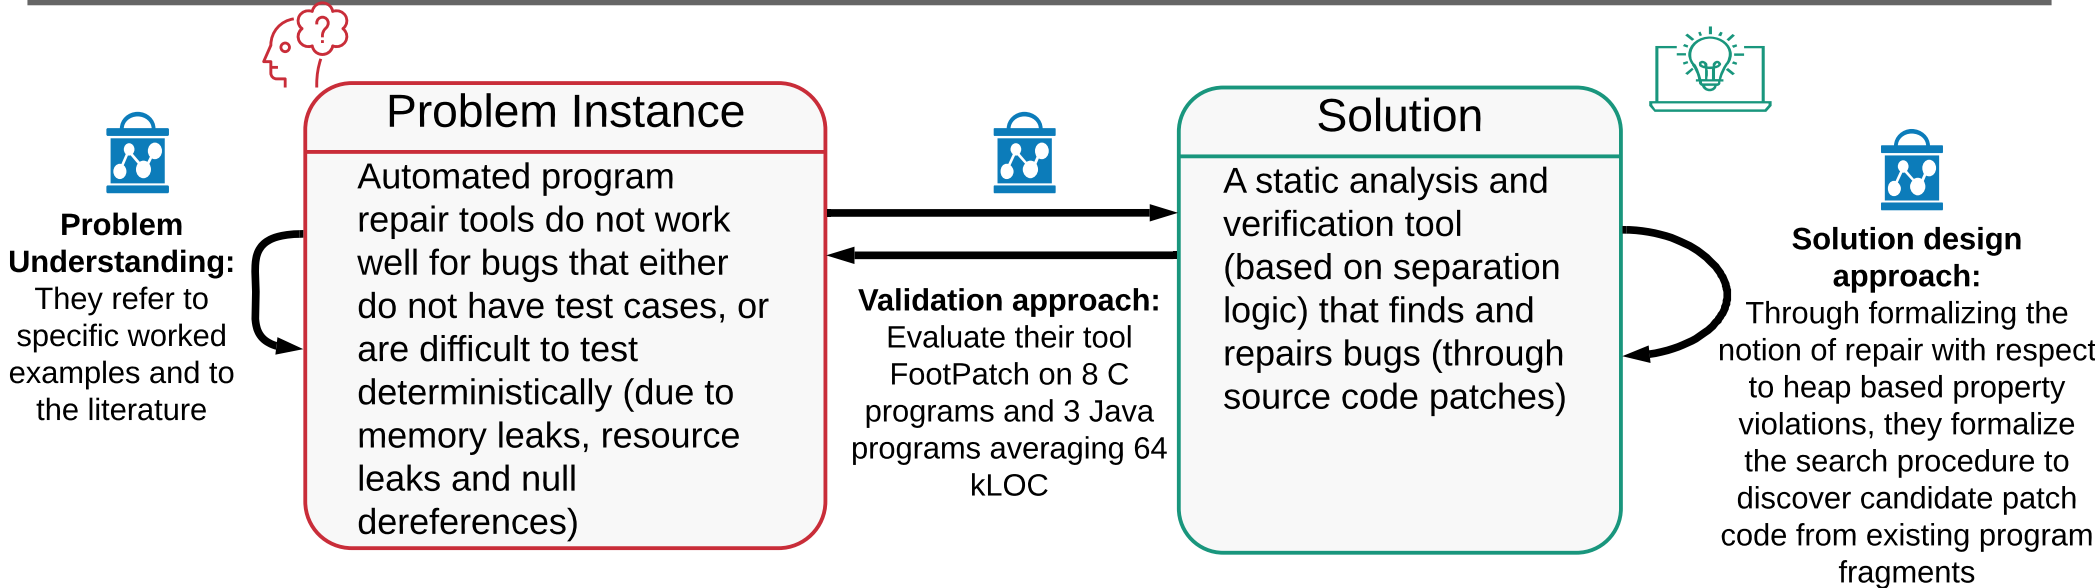 ?
Problem Instance
Automated program
repair tools do not work
well for bugs that either
do not have test cases, or
are difficult to test
deterministically (due to
memory leaks, resource
leaks and null
dereferences)
Problem
Understanding:
They refer to
specific worked
examples and to
the literature
Validation approach:
Evaluate their tool
FootPatch on 8 C
programs and 3 Java
programs averaging 64
kLOC
Solution
A static analysis and
verification tool
(based on separation
logic) that finds and
repairs bugs (through
source code patches)
Solution design
approach:
Through formalizing the
notion of repair with respect
to heap based property
violations, they formalize
the search procedure to
discover candidate patch
code from existing program
fragments